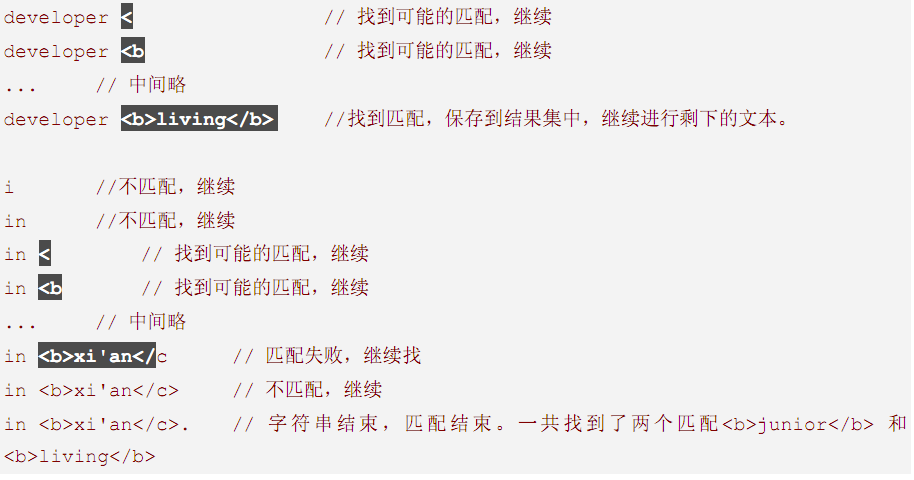 developer <                // 找到可能的匹配，继续
developer <b               // 找到可能的匹配，继续
...     // 中间略
developer <b>living</b>    //找到匹配，保存到结果集中，继续进行剩下的文本。
i       //不匹配，继续
in      //不匹配，继续
in <        // 找到可能的匹配，继续
in <b       // 找到可能的匹配，继续
...     // 中间略
in <b>xi'an</c     // 匹配失败，继续找
in <b>xi'an</c>    // 不匹配，继续
in <b>xi'an</c>.   // 字符串结束，匹配结束。一共找到了两个匹配<b>junior</b> 和
<b>living</b>